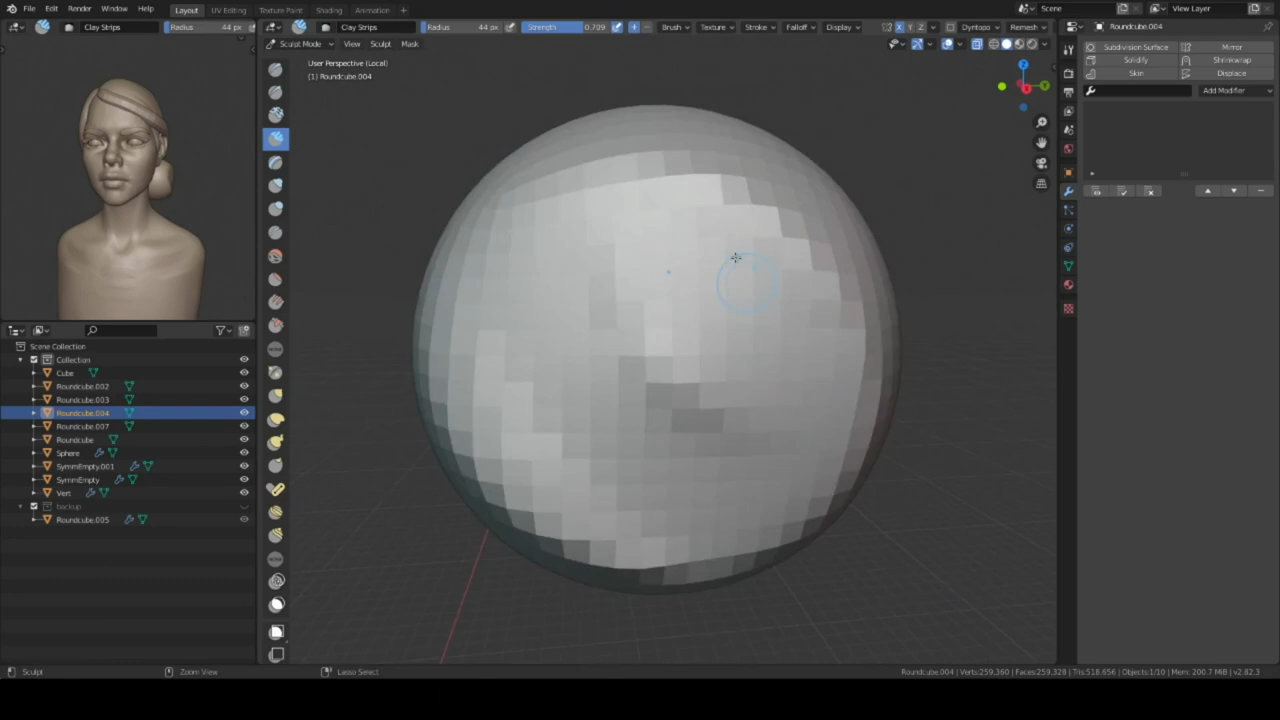 File Edit Render Window Help Layout UV Editing Texture Paint Shading Animation + Scene View Layer
Clay Strips Radius 44 px Clay Strips Radius 44 px Strength 0.709 Brush Texture Stroke Falloff Display X Y Z Dyntopo Remesh Roundcube.004
Sculpt Mode View Sculpt Mask
Subdivision Surface Mirror
Solidify Shrinkwrap
Skin Displace
Add Modifier
User Perspective (Local)
(1) Roundcube.004
Z
Scene Collection
Collection
Cube
Roundcube.002
Roundcube.003
Roundcube.004
Roundcube.007
Roundcube
Sphere
SymmEmpty.001
SymmEmpty
Vert
backup
Roundcube.005
Sculpt Zoom View Lasso Select Roundcube.004 | Verts:259,360 | Faces:259,328 | Tris:518,656 | Objects:1/10 | Mem: 200.7 MiB | v2.82.3